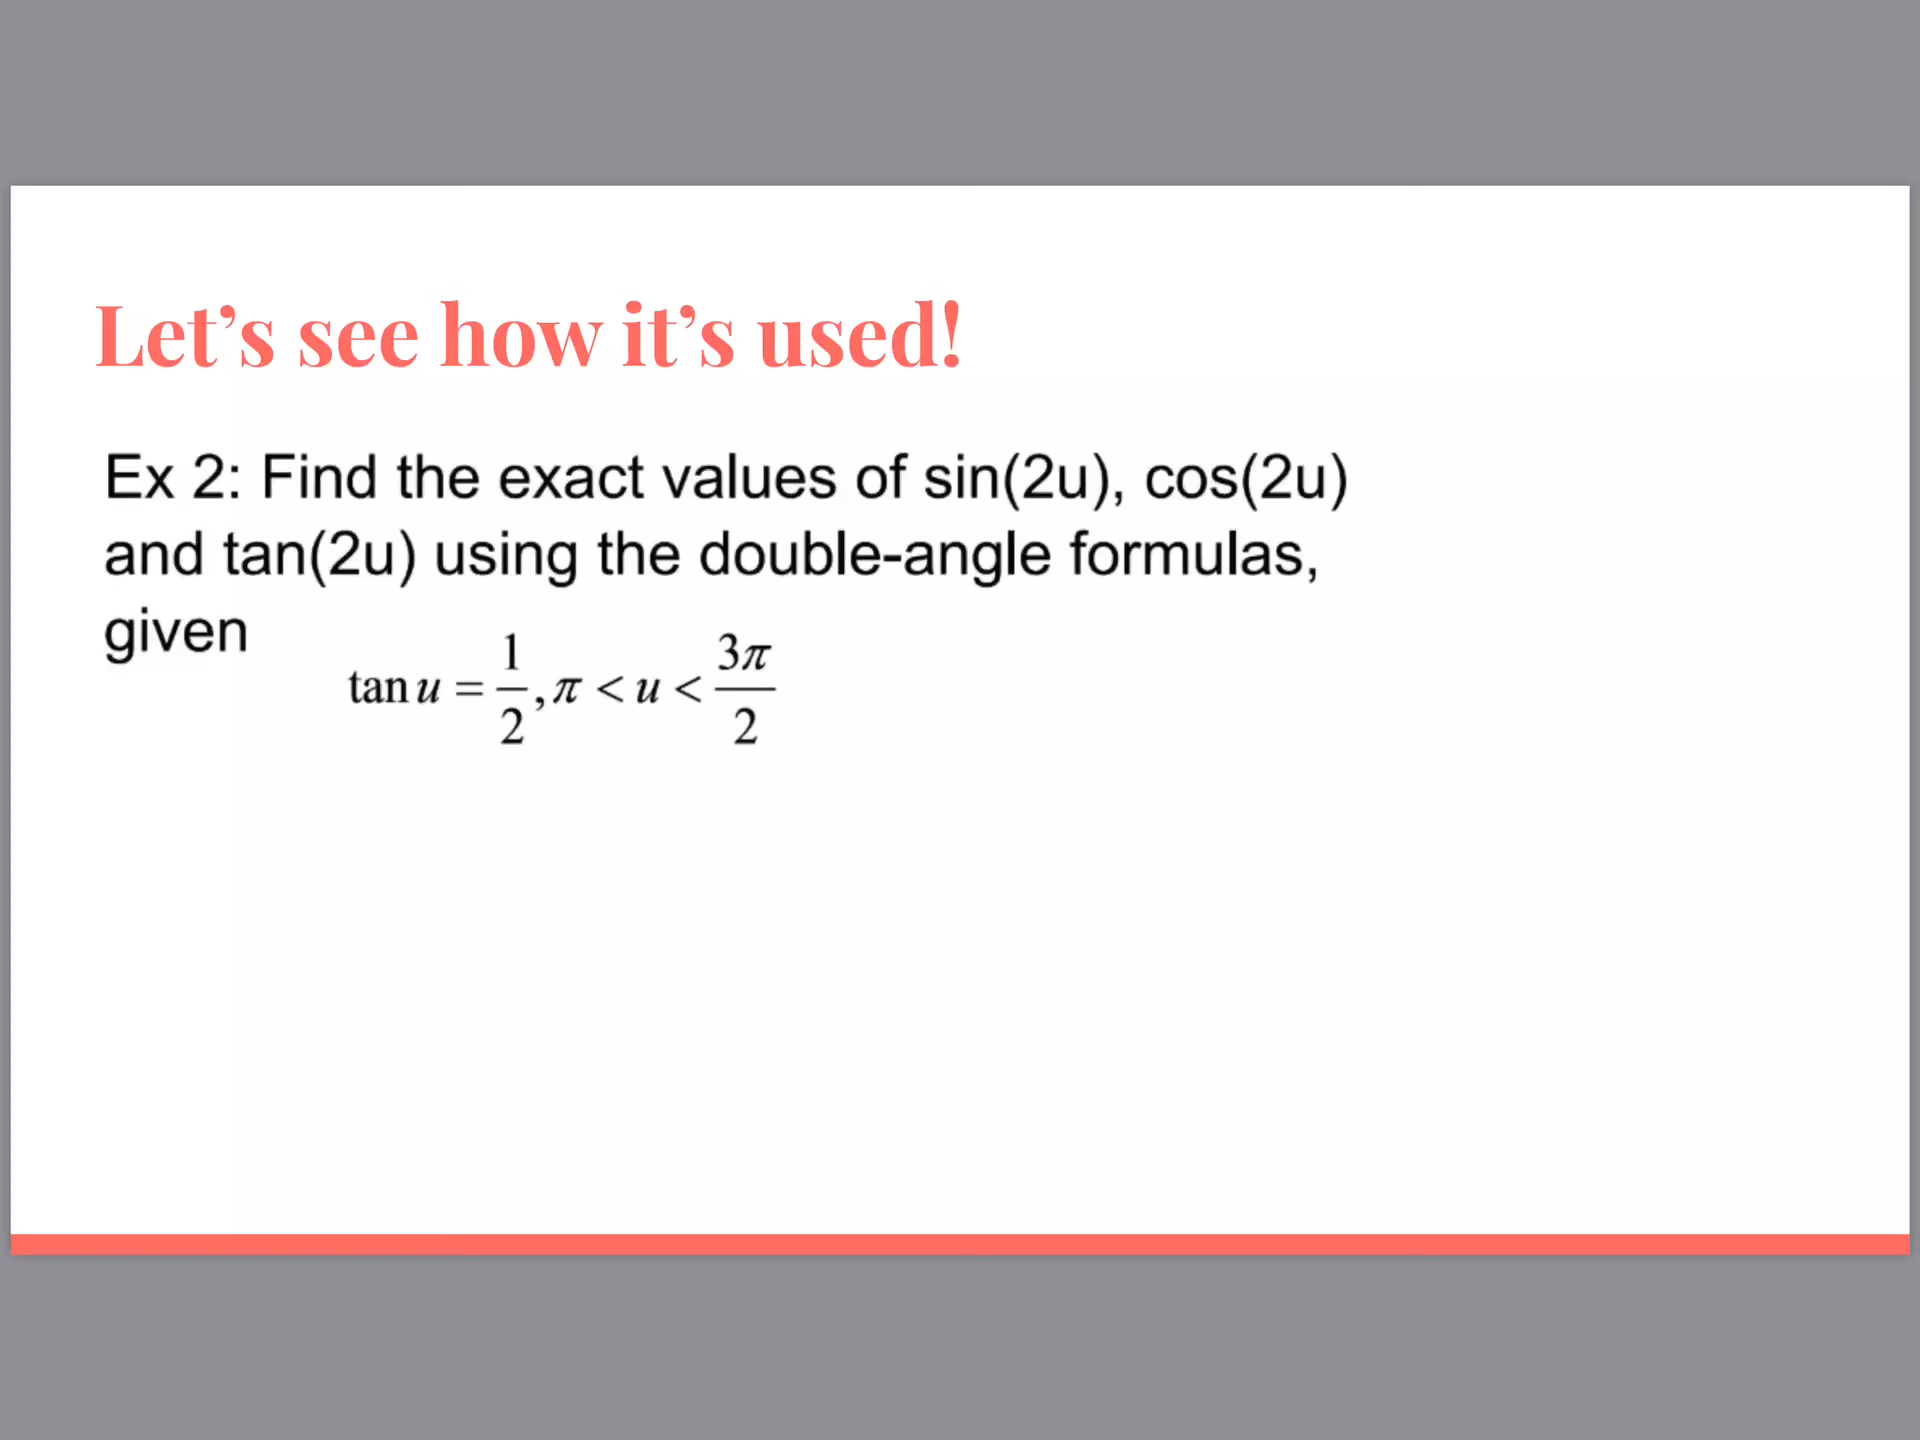 Let’s see how it’s used!
Ex 2: Find the exact values of sin(2u), cos(2u)
and tan(2u) using the double-angle formulas,
given
tan u = 1/2, π < u < 3π/2